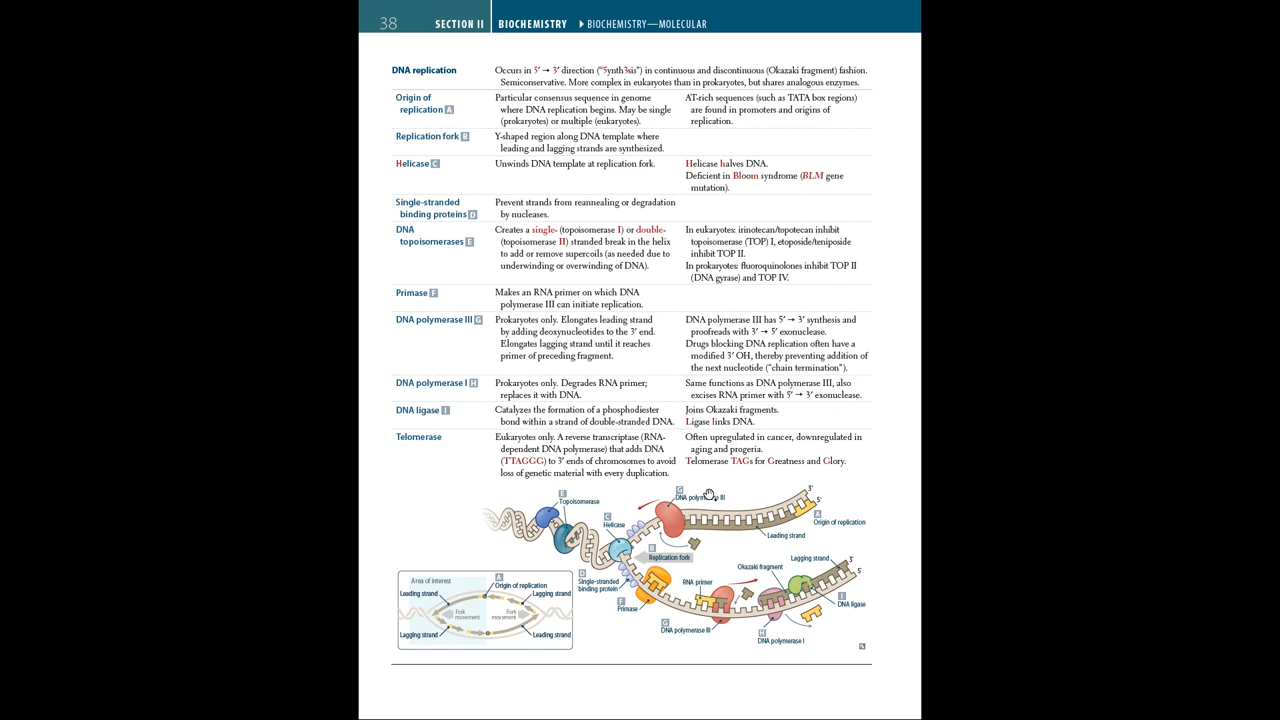 38 SECTION II BIOCHEMISTRY ▶ BIOCHEMISTRY—MOLECULAR
DNA replication
Occurs in 5′ → 3′ direction (“5ynth3sis”) in continuous and discontinuous (Okazaki fragment) fashion.
Semiconservative. More complex in eukaryotes than in prokaryotes, but shares analogous enzymes.
Origin of
replication A
Particular consensus sequence in genome
where DNA replication begins. May be single
(prokaryotes) or multiple (eukaryotes).
AT-rich sequences (such as TATA box regions)
are found in promoters and origins of
replication.
Replication fork B
Y-shaped region along DNA template where
leading and lagging strands are synthesized.
Helicase C
Unwinds DNA template at replication fork.
Helicase halves DNA.
Deficient in Bloom syndrome (BLM gene
mutation).
Single-stranded
binding proteins D
Prevent strands from reannealing or degradation
by nucleases.
DNA
topoisomerases E
Creates a single- (topoisomerase I) or double-
(topoisomerase II) stranded break in the helix
to add or remove supercoils (as needed due to
underwinding or overwinding of DNA).
In eukaryotes: irinotecan/topotecan inhibit
topoisomerase (TOP) I, etoposide/teniposide
inhibit TOP II.
In prokaryotes: fluoroquinolones inhibit TOP II
(DNA gyrase) and TOP IV.
Primase F
Makes an RNA primer on which DNA
polymerase III can initiate replication.
DNA polymerase III G
Prokaryotes only. Elongates leading strand
by adding deoxynucleotides to the 3′ end.
Elongates lagging strand until it reaches
primer of preceding fragment.
DNA polymerase III has 5′ → 3′ synthesis and
proofreads with 3′ → 5′ exonuclease.
Drugs blocking DNA replication often have a
modified 3′ OH, thereby preventing addition of
the next nucleotide (“chain termination”).
DNA polymerase I H
Prokaryotes only. Degrades RNA primer;
replaces it with DNA.
Same functions as DNA polymerase III, also
excises RNA primer with 5′ → 3′ exonuclease.
DNA ligase I
Catalyzes the formation of a phosphodiester
bond within a strand of double-stranded DNA.
Joins Okazaki fragments.
Ligase links DNA.
Telomerase
Eukaryotes only. A reverse transcriptase (RNA-
dependent DNA polymerase) that adds DNA
(TTAGGG) to 3′ ends of chromosomes to avoid
loss of genetic material with every duplication.
Often upregulated in cancer, downregulated in
aging and progeria.
Telomerase TAGs for Greatness and Glory.
E
Topoisomerase
C
Helicase
G
DNA polymerase III
3′
5′
A
Origin of replication
Leading strand
B
Replication fork
D
Single-stranded
binding protein
F
Primase
RNA primer
G
DNA polymerase III
Okazaki fragment
Lagging strand
3′
5′
I
DNA ligase
H
DNA polymerase I
Area of interest
A
Origin of replication
Leading strand
Lagging strand
Fork
movement
Fork
movement
Lagging strand
Leading strand